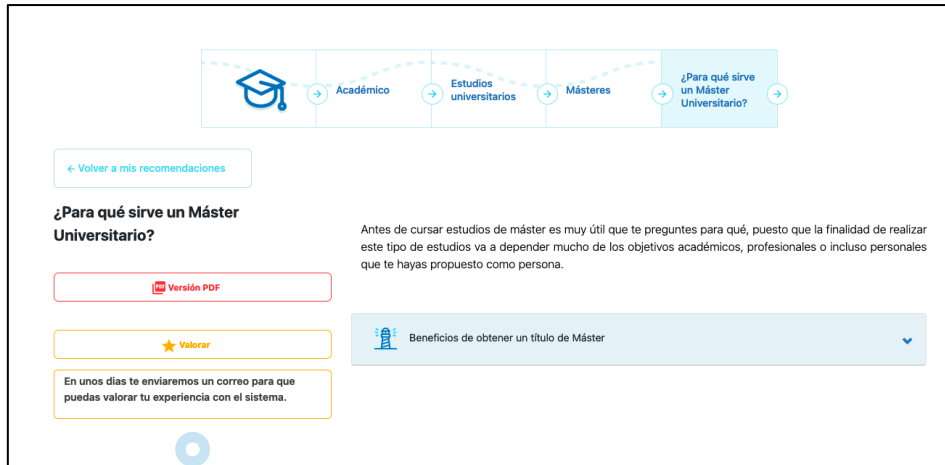 Académico
Estudios
universitarios
Másteres
¿Para qué sirve
un Máster
Universitario?
← Volver a mis recomendaciones
¿Para qué sirve un Máster
Universitario?
Antes de cursar estudios de máster es muy útil que te preguntes para qué, puesto que la finalidad de realizar
este tipo de estudios va a depender mucho de los objetivos académicos, profesionales o incluso personales
que te hayas propuesto como persona.
PDF Versión PDF
Beneficios de obtener un título de Máster
Valorar
En unos dias te enviaremos un correo para que
puedas valorar tu experiencia con el sistema.